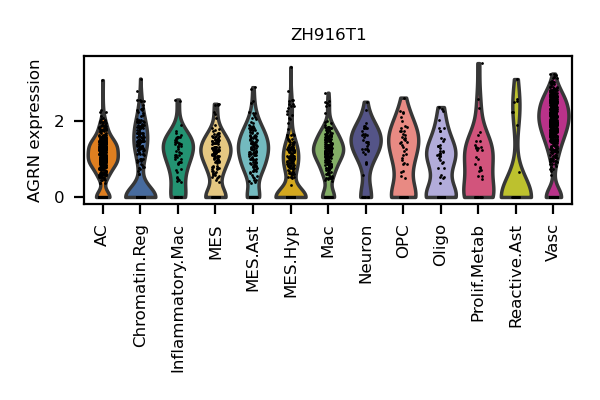 ZH916T1
AGRN expression
2
0
AC
Chromatin.Reg
Inflammatory.Mac
MES
MES.Ast
MES.Hyp
Mac
Neuron
OPC
Oligo
Prolif.Metab
Reactive.Ast
Vasc